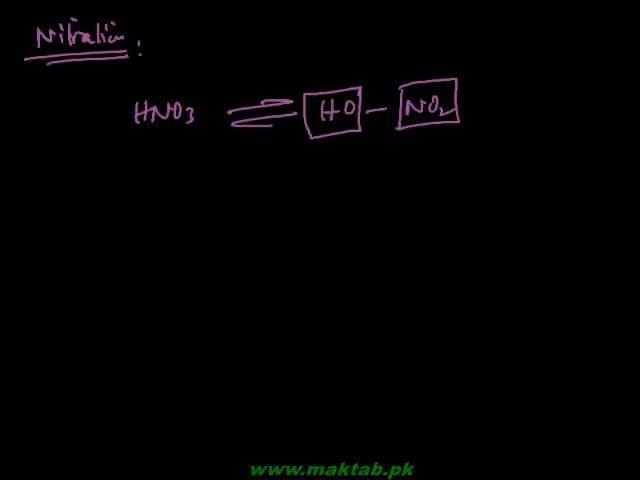 Nitration :
HNO3 ⇌ HO — NO2
www.maktab.pk